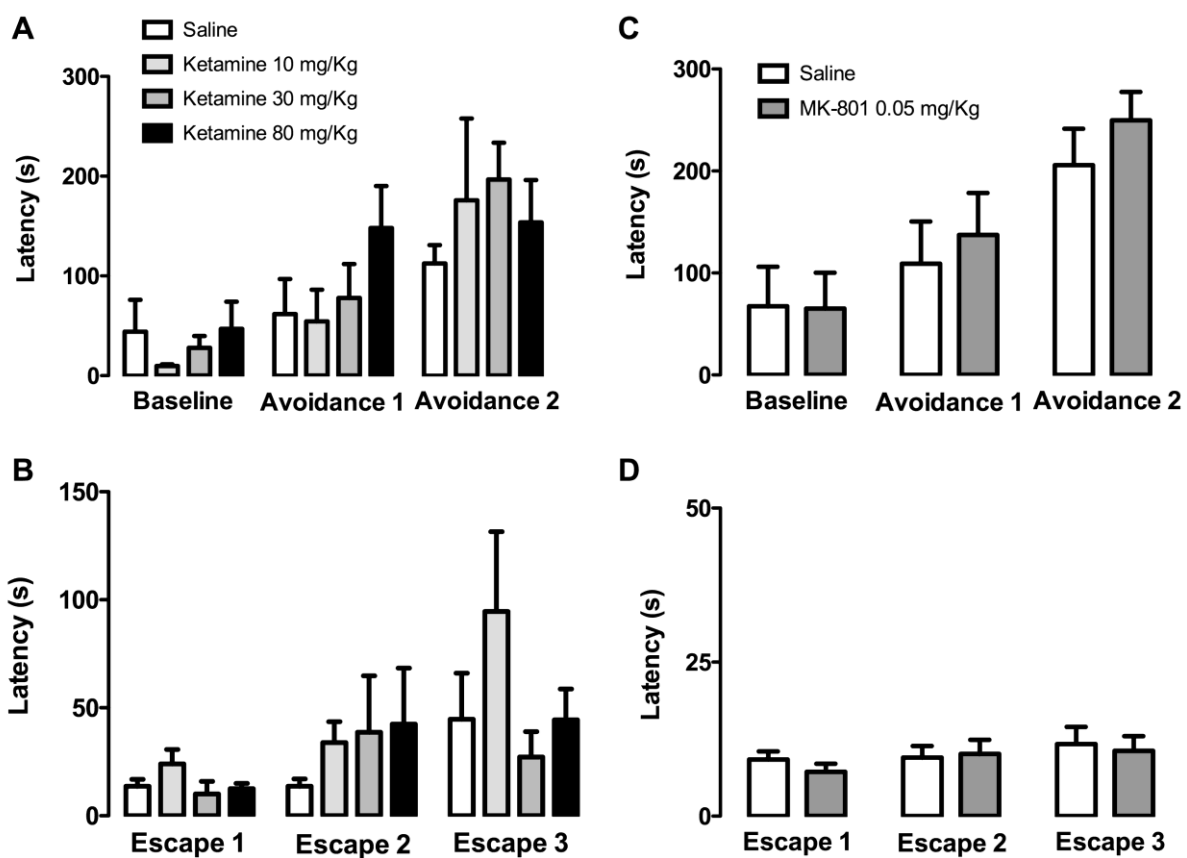 A
Saline
Ketamine 10 mg/Kg
Ketamine 30 mg/Kg
Ketamine 80 mg/Kg
Latency (s)
300
200
100
0
Baseline Avoidance 1 Avoidance 2
C
Saline
MK-801 0.05 mg/Kg
Latency (s)
300
200
100
0
Baseline Avoidance 1 Avoidance 2
B
Latency (s)
150
100
50
0
Escape 1 Escape 2 Escape 3
D
Latency (s)
50
25
0
Escape 1 Escape 2 Escape 3